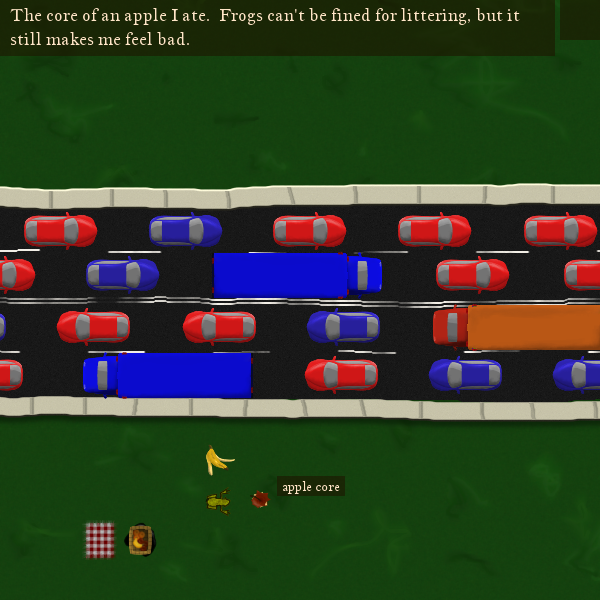 The core of an apple I ate.  Frogs can't be fined for littering, but it
still makes me feel bad.
apple core